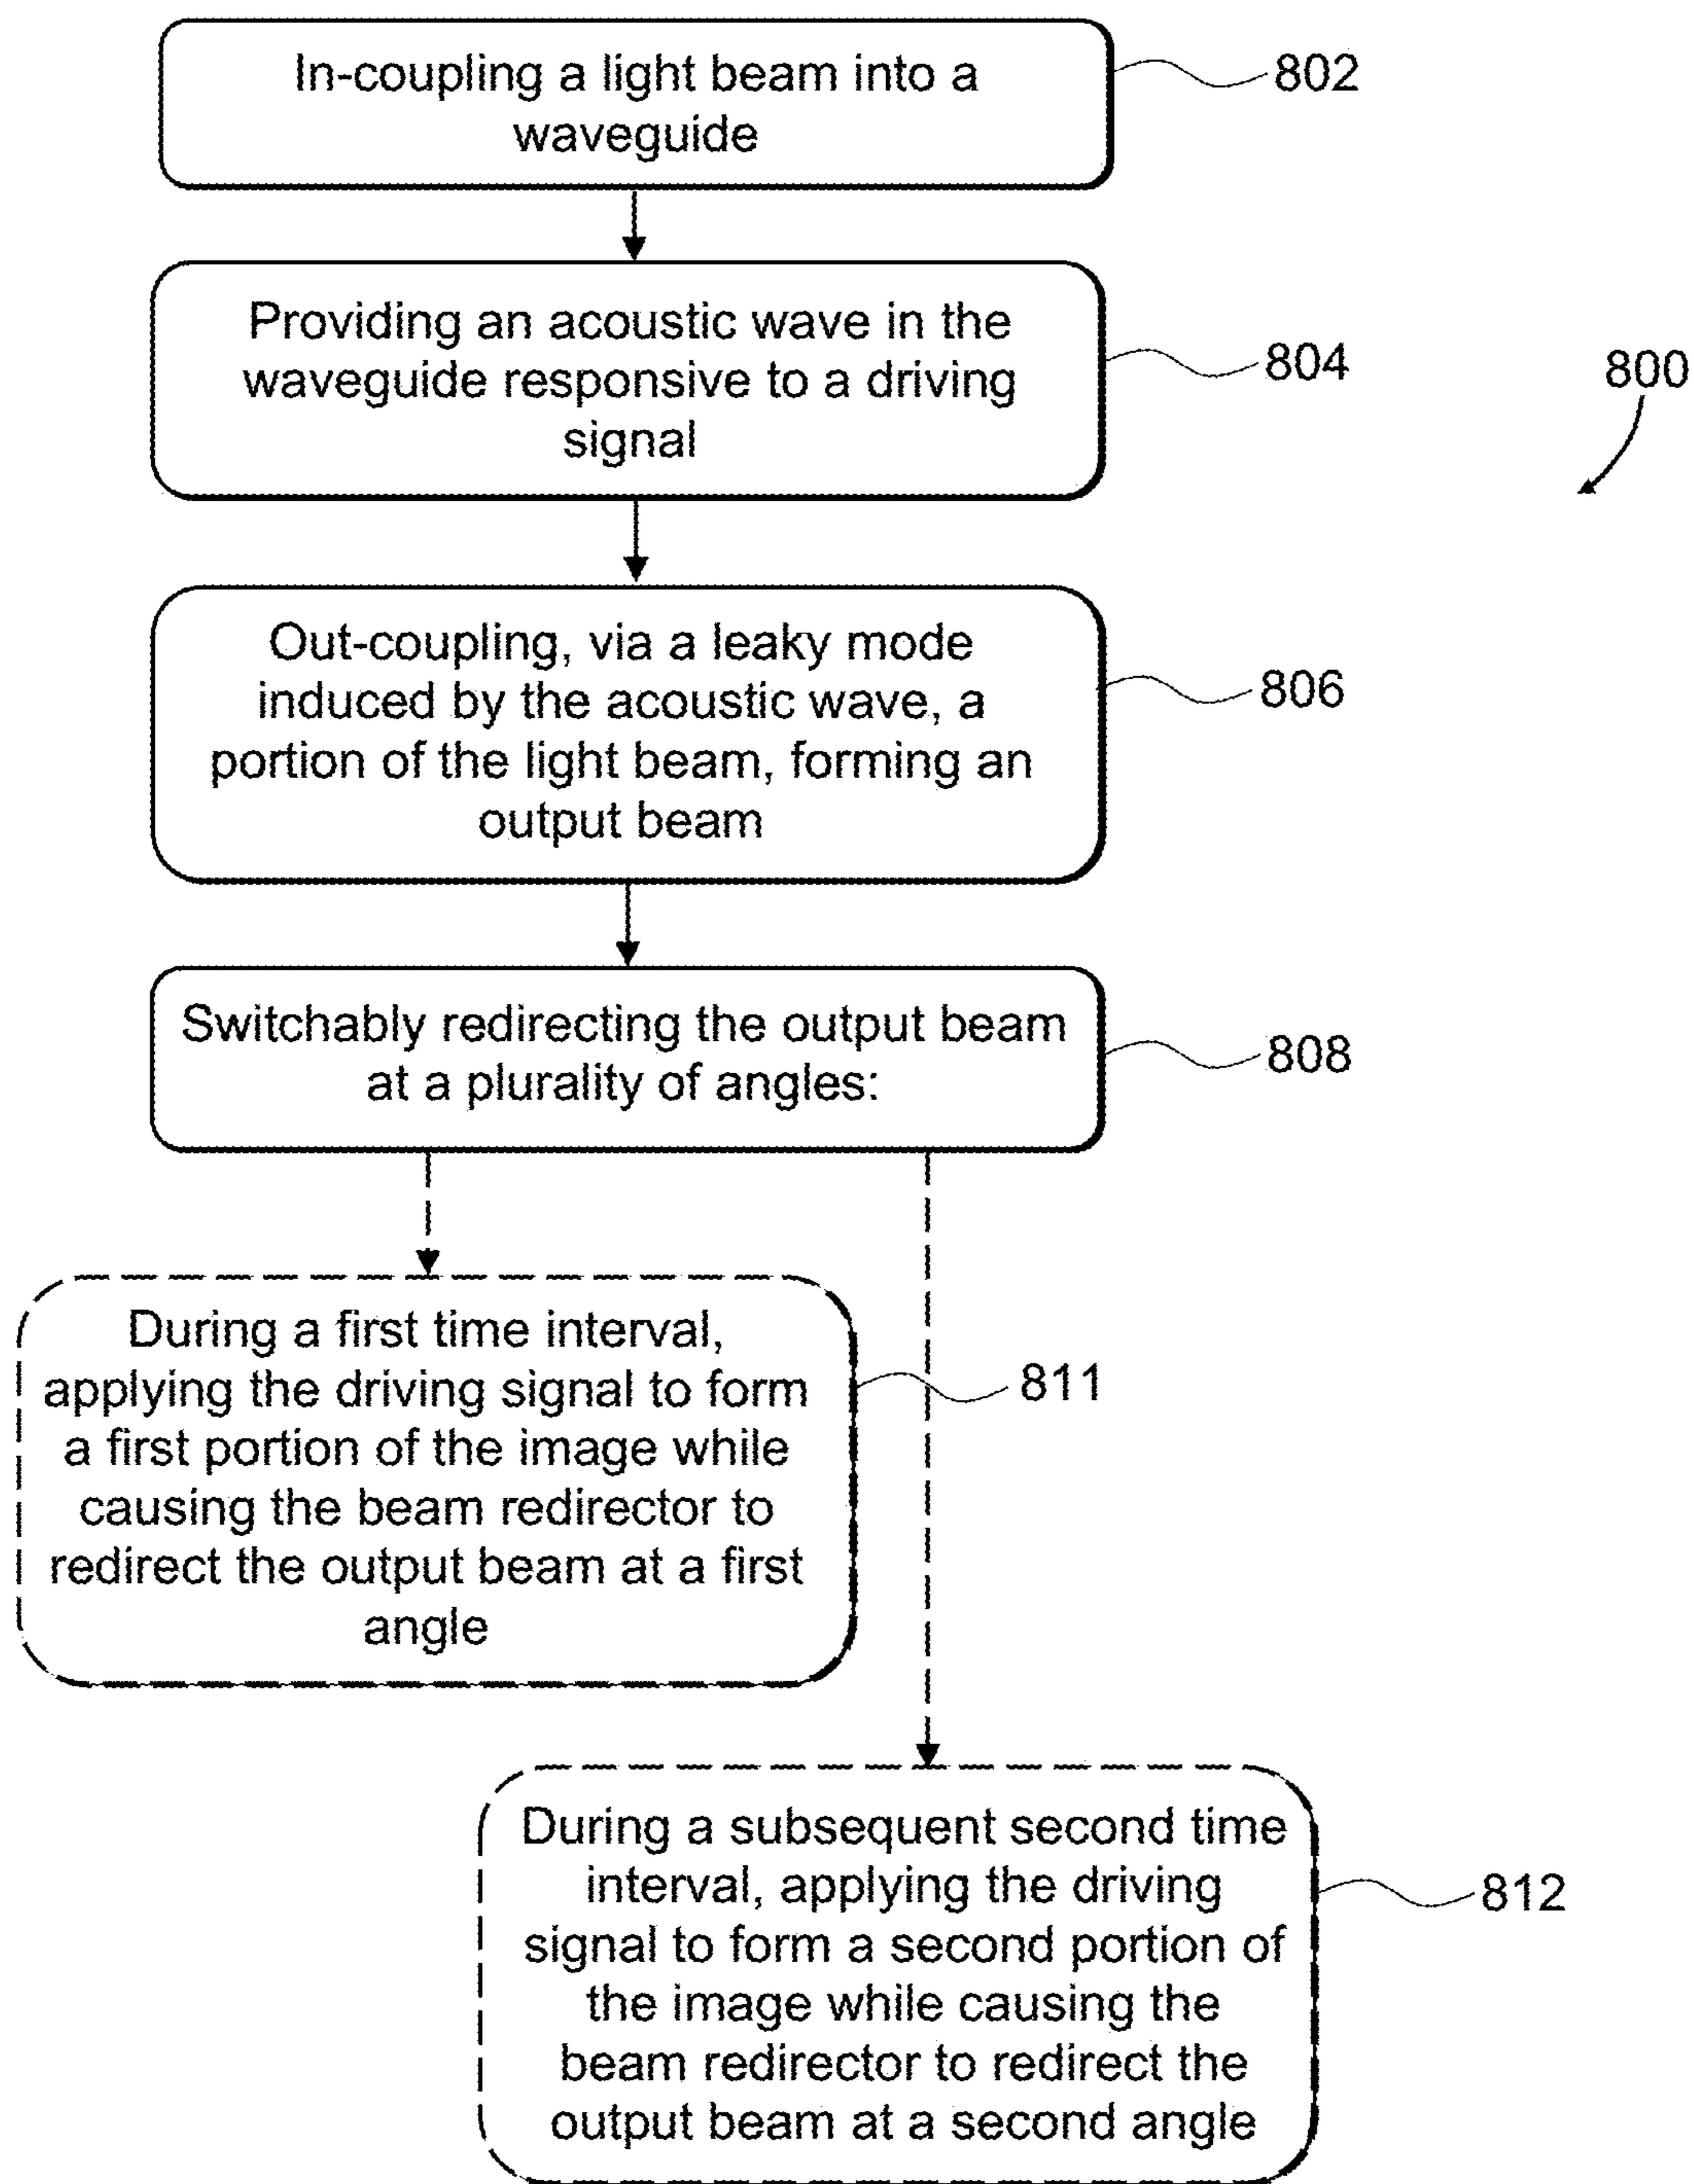 In-coupling a light beam into a
waveguide
802
Providing an acoustic wave in the
waveguide responsive to a driving
signal
804
800
Out-coupling, via a leaky mode
induced by the acoustic wave, a
portion of the light beam, forming an
output beam
806
Switchably redirecting the output beam
at a plurality of angles:
808
During a first time interval,
applying the driving signal to form
a first portion of the image while
causing the beam redirector to
redirect the output beam at a first
angle
811
During a subsequent second time
interval, applying the driving
signal to form a second portion of
the image while causing the
beam redirector to redirect the
output beam at a second angle
812